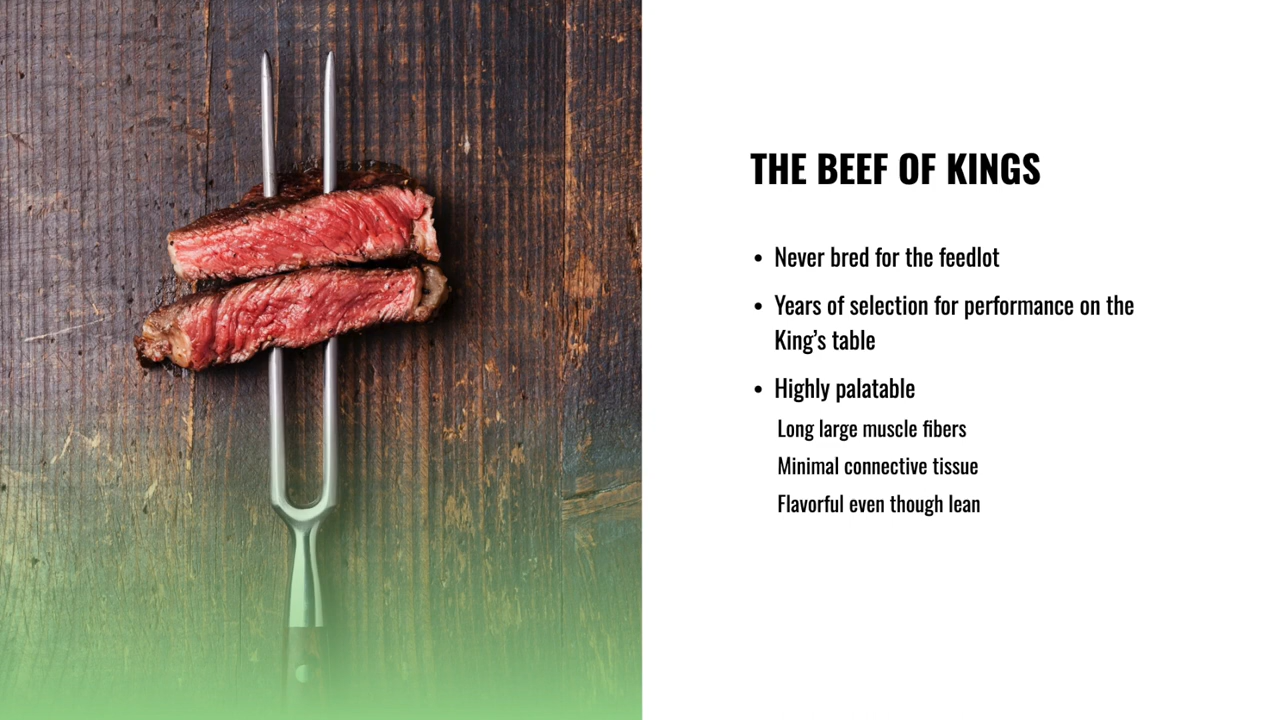 THE BEEF OF KINGS
• Never bred for the feedlot
• Years of selection for performance on the
King’s table
• Highly palatable
Long large muscle fibers
Minimal connective tissue
Flavorful even though lean